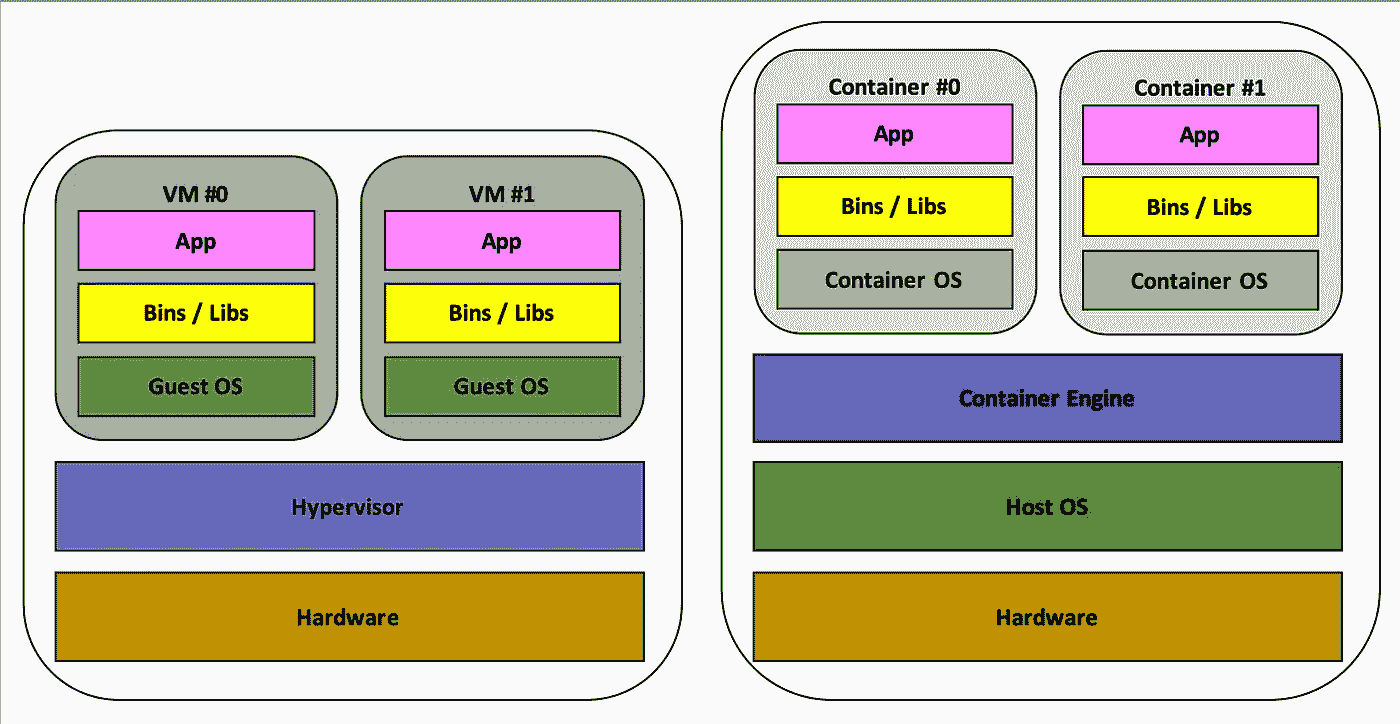 VM #0
App
Bins / Libs
Guest OS
VM #1
App
Bins / Libs
Guest OS
Hypervisor
Hardware
Container #0
App
Bins / Libs
Container OS
Container #1
App
Bins / Libs
Container OS
Container Engine
Host OS
Hardware